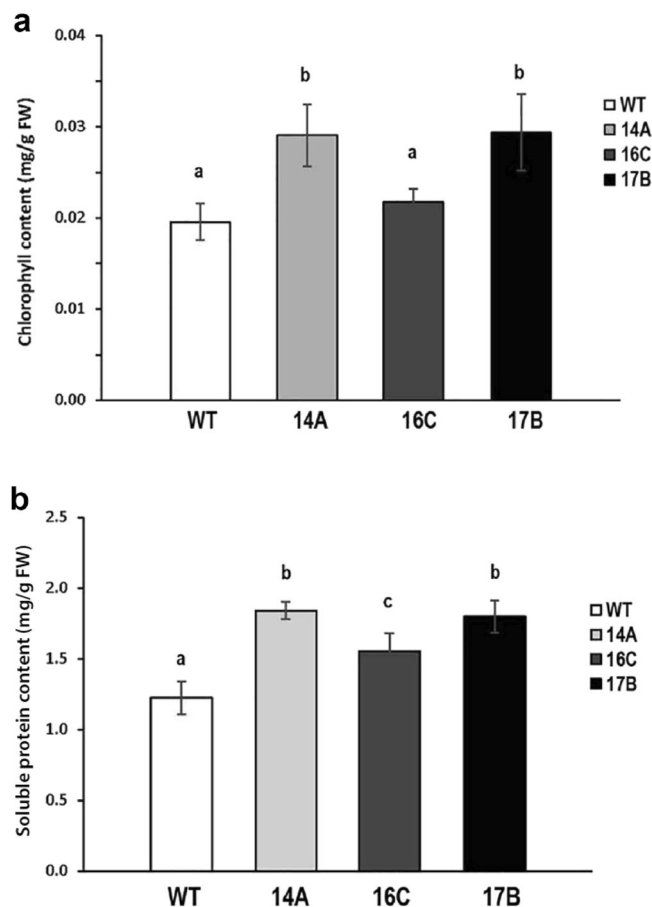 a
Chlorophyll content (mg/g FW)
0.04
0.03
0.02
0.01
0.00
a
b
a
b
WT
14A
16C
17B
WT
14A
16C
17B
b
Soluble protein content (mg/g FW)
2.5
2.0
1.5
1.0
0.5
0.0
a
b
c
b
WT
14A
16C
17B
WT
14A
16C
17B